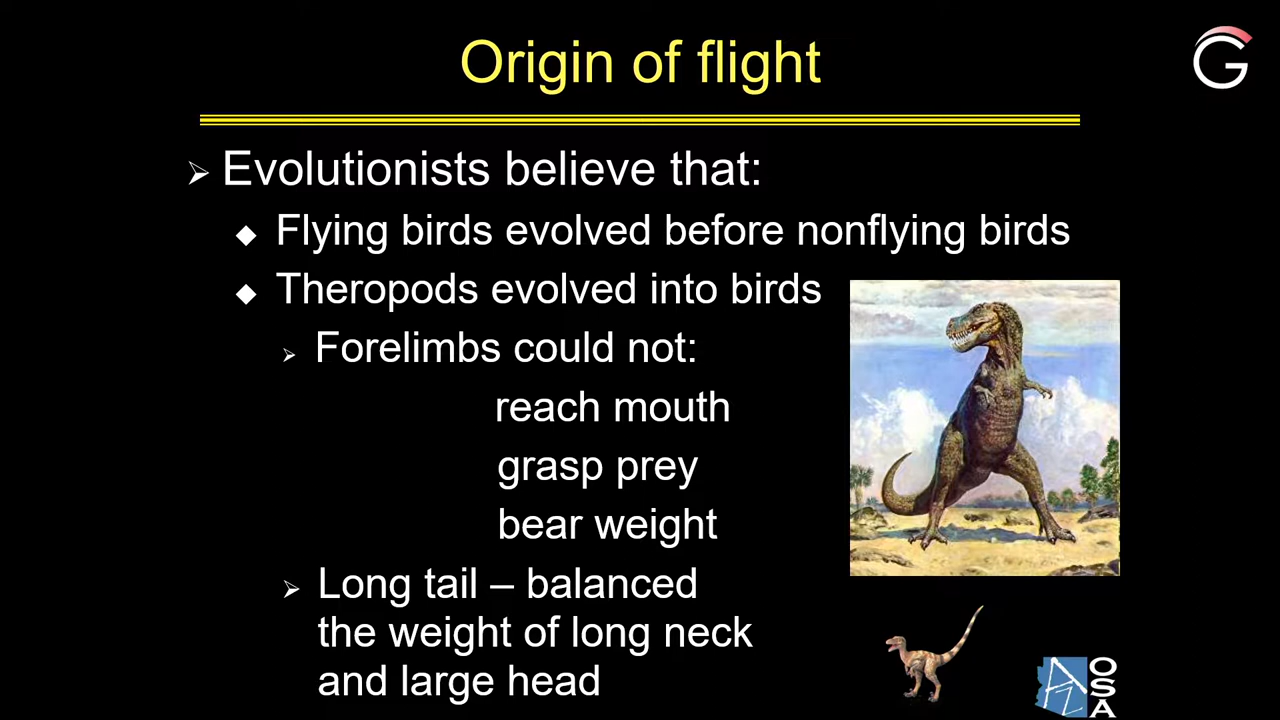 Origin of flight
G
Evolutionists believe that:
Flying birds evolved before nonflying birds
Theropods evolved into birds
Forelimbs could not:
reach mouth
grasp prey
bear weight
Long tail – balanced
the weight of long neck
and large head
AZ
OSA